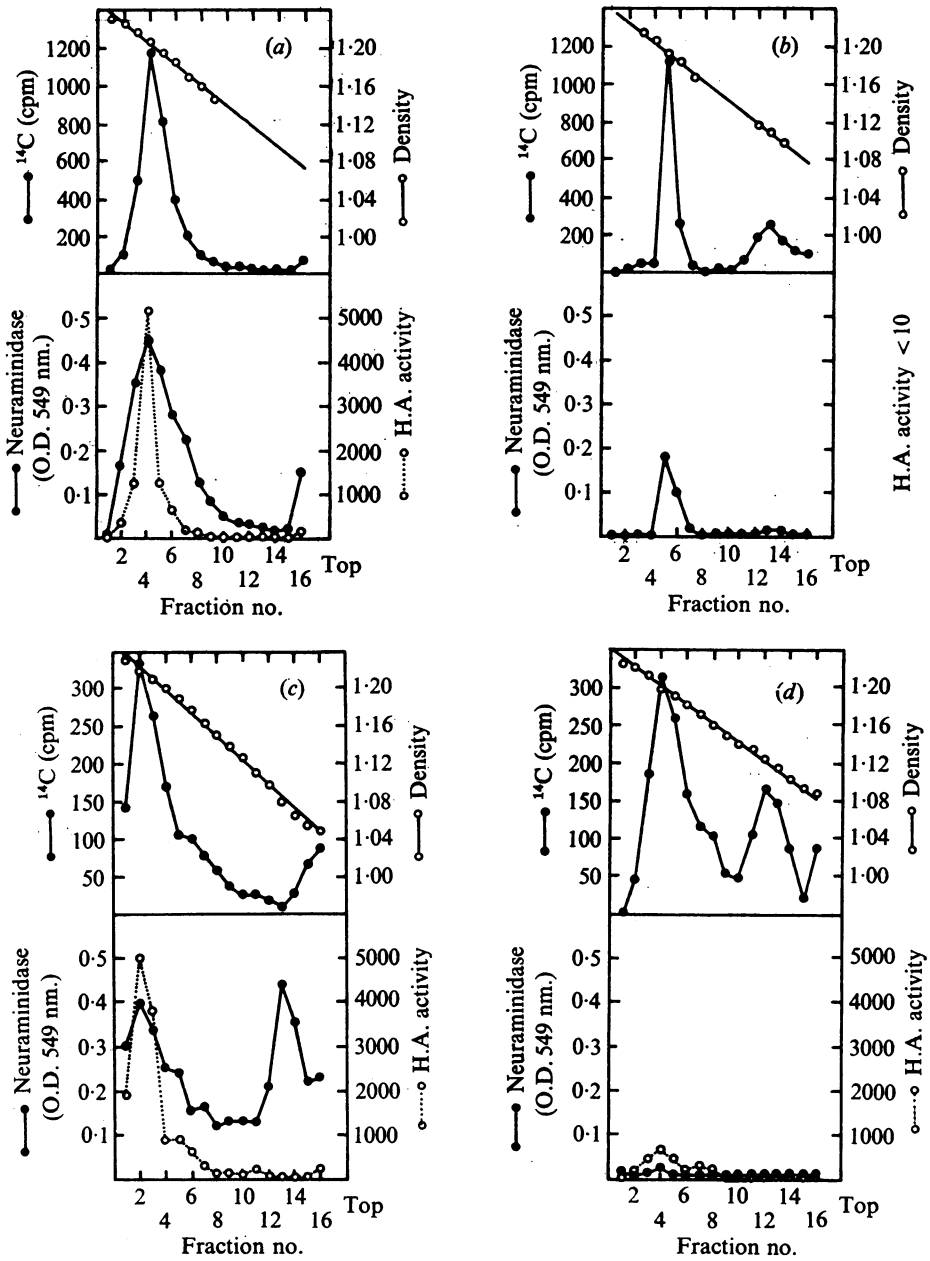 (a)
¹⁴C (cpm)
1200
1000
800
600
400
200
Density
1·20
1·16
1·12
1·08
1·04
1·00
Neuraminidase
(O.D. 549 nm.)
0·5
0·4
0·3
0·2
0·1
H.A. activity
5000
4000
3000
2000
1000
2 6 10 14 Top
4 8 12 16
Fraction no.
(b)
¹⁴C (cpm)
1200
1000
800
600
400
200
Density
1·20
1·16
1·12
1·08
1·04
1·00
Neuraminidase
(O.D. 549 nm.)
0·5
0·4
0·3
0·2
0·1
H.A. activity <10
2 6 10 14 Top
4 8 12 16
Fraction no.
(c)
¹⁴C (cpm)
300
250
200
150
100
50
Density
1·20
1·16
1·12
1·08
1·04
1·00
Neuraminidase
(O.D. 549 nm.)
0·5
0·4
0·3
0·2
0·1
H.A. activity
5000
4000
3000
2000
1000
2 6 10 14 Top
4 8 12 16
Fraction no.
(d)
¹⁴C (cpm)
300
250
200
150
100
50
Density
1·20
1·16
1·12
1·08
1·04
1·00
Neuraminidase
(O.D. 549 nm.)
0·5
0·4
0·3
0·2
0·1
H.A. activity
5000
4000
3000
2000
1000
2 6 10 14 Top
4 8 12 16
Fraction no.